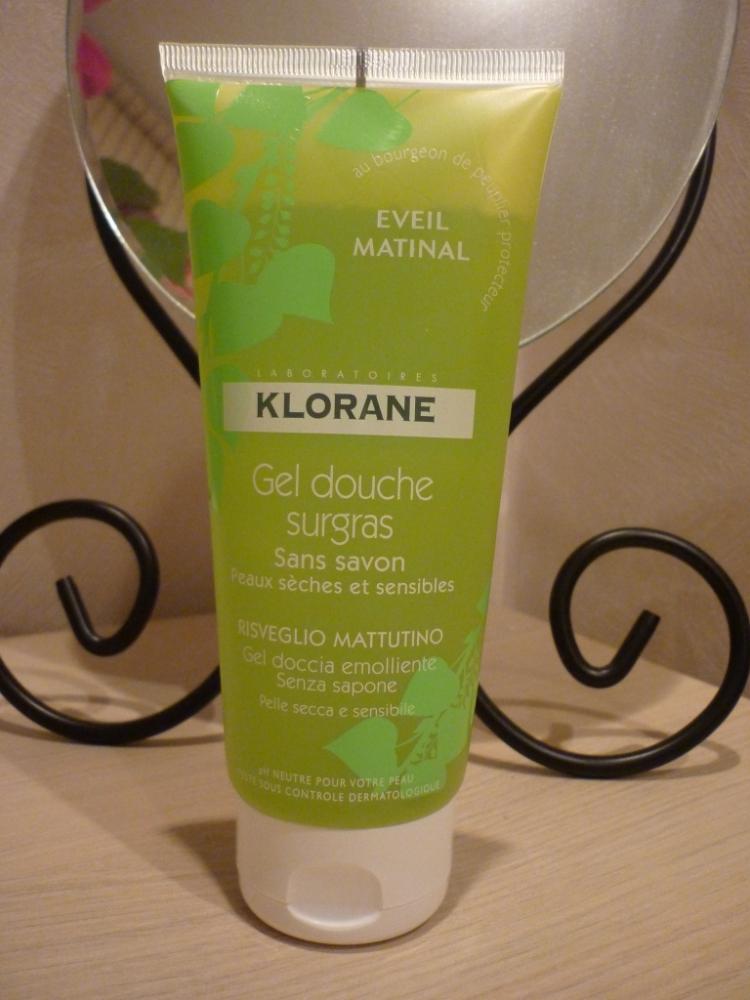 au bourgeon de peuplier protecteur
EVEIL
MATINAL
LABORATOIRES
KLORANE
Gel douche
surgras
Sans savon
Peaux sèches et sensibles
RISVEGLIO MATTUTINO
Gel doccia emolliente
Senza sapone
Pelle secca e sensibile
pH NEUTRE POUR VOTRE PEAU
SOUS CONTROLE DERMATOLOGIQUE